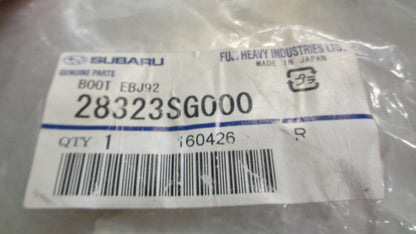 SUBARU FUJI HEAVY INDUSTRIES LTD.
GENUINE PARTS MADE IN JAPAN
BOOT EBJ92
28323SG000
QTY 1 160426 R